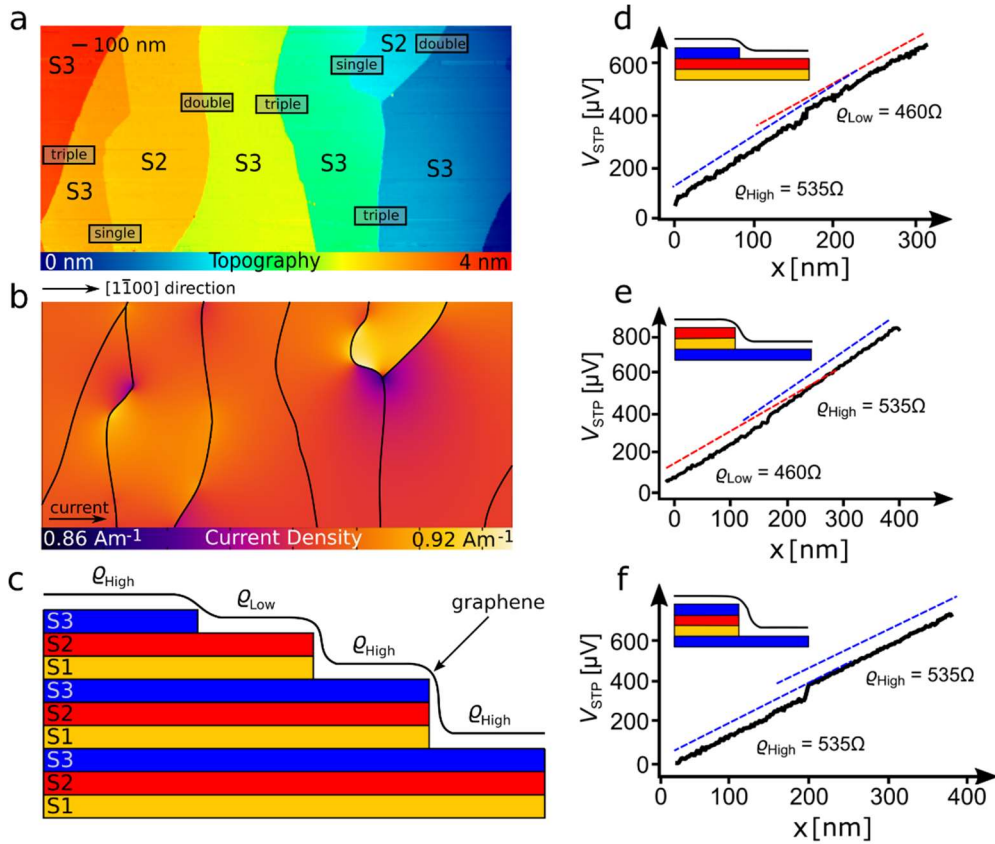 a
100 nm
S3
S2
double
single
double
triple
triple
S2
S3
S3
S3
S3
single
triple
0 nm
Topography
4 nm
[11̅00] direction
b
current
0.86 Am⁻¹
Current Density
0.92 Am⁻¹
c
ϱHigh
ϱLow
graphene
S3
ϱHigh
S2
S1
S3
ϱHigh
S2
S1
S3
S2
S1
d
VSTP [µV]
600
400
200
0
ϱLow = 460Ω
ϱHigh = 535Ω
0
100
200
300
x [nm]
e
VSTP [µV]
800
600
400
200
0
ϱHigh = 535Ω
ϱLow = 460Ω
0
100
200
300
400
x [nm]
f
VSTP [µV]
600
400
200
0
ϱHigh = 535Ω
ϱHigh = 535Ω
0
100
200
300
400
x [nm]